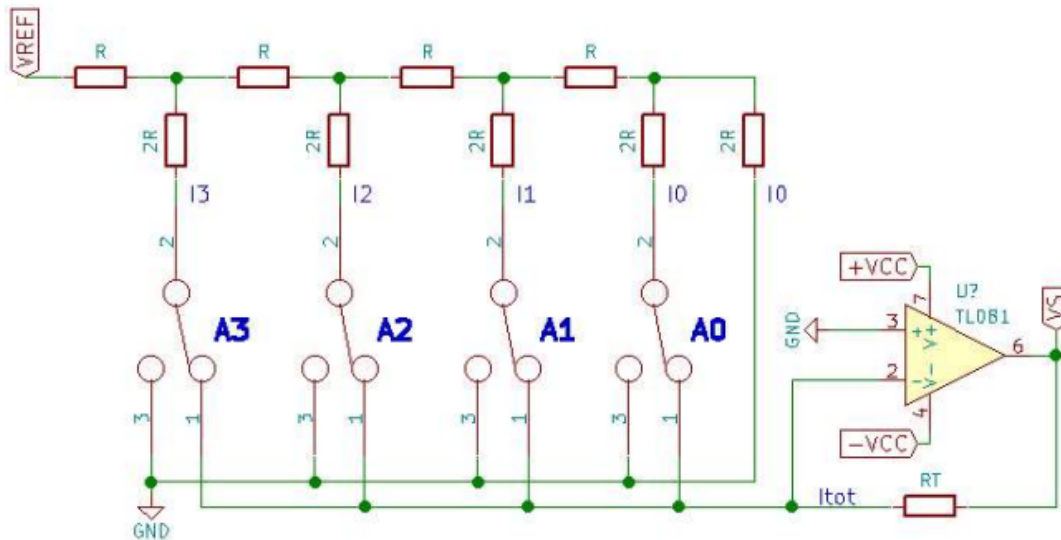 VREF
R
R
R
R
2R
2R
2R
2R
2R
I3
I2
I1
I0
I0
2
2
2
2
A3
A2
A1
A0
3
1
3
1
3
1
3
1
GND
+VCC
U?
TL081
7
GND
3
+
V+
6
VS
2
-
V-
4
-VCC
Itot
RT